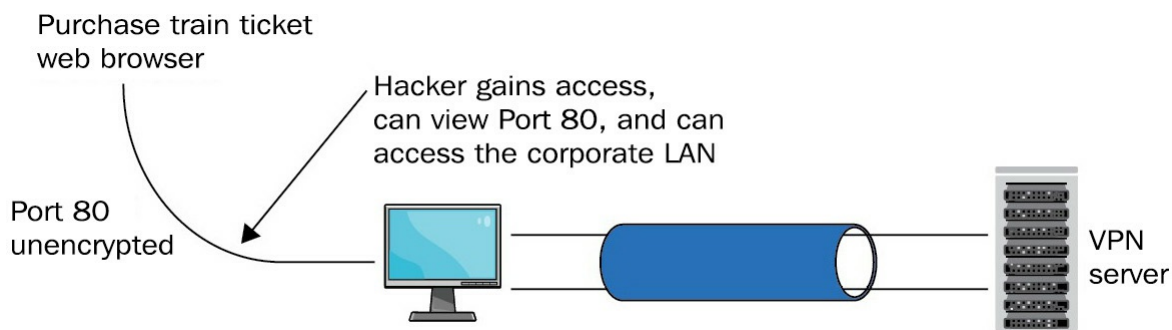 Purchase train ticket
web browser
Hacker gains access,
can view Port 80, and can
access the corporate LAN
Port 80
unencrypted
VPN
server